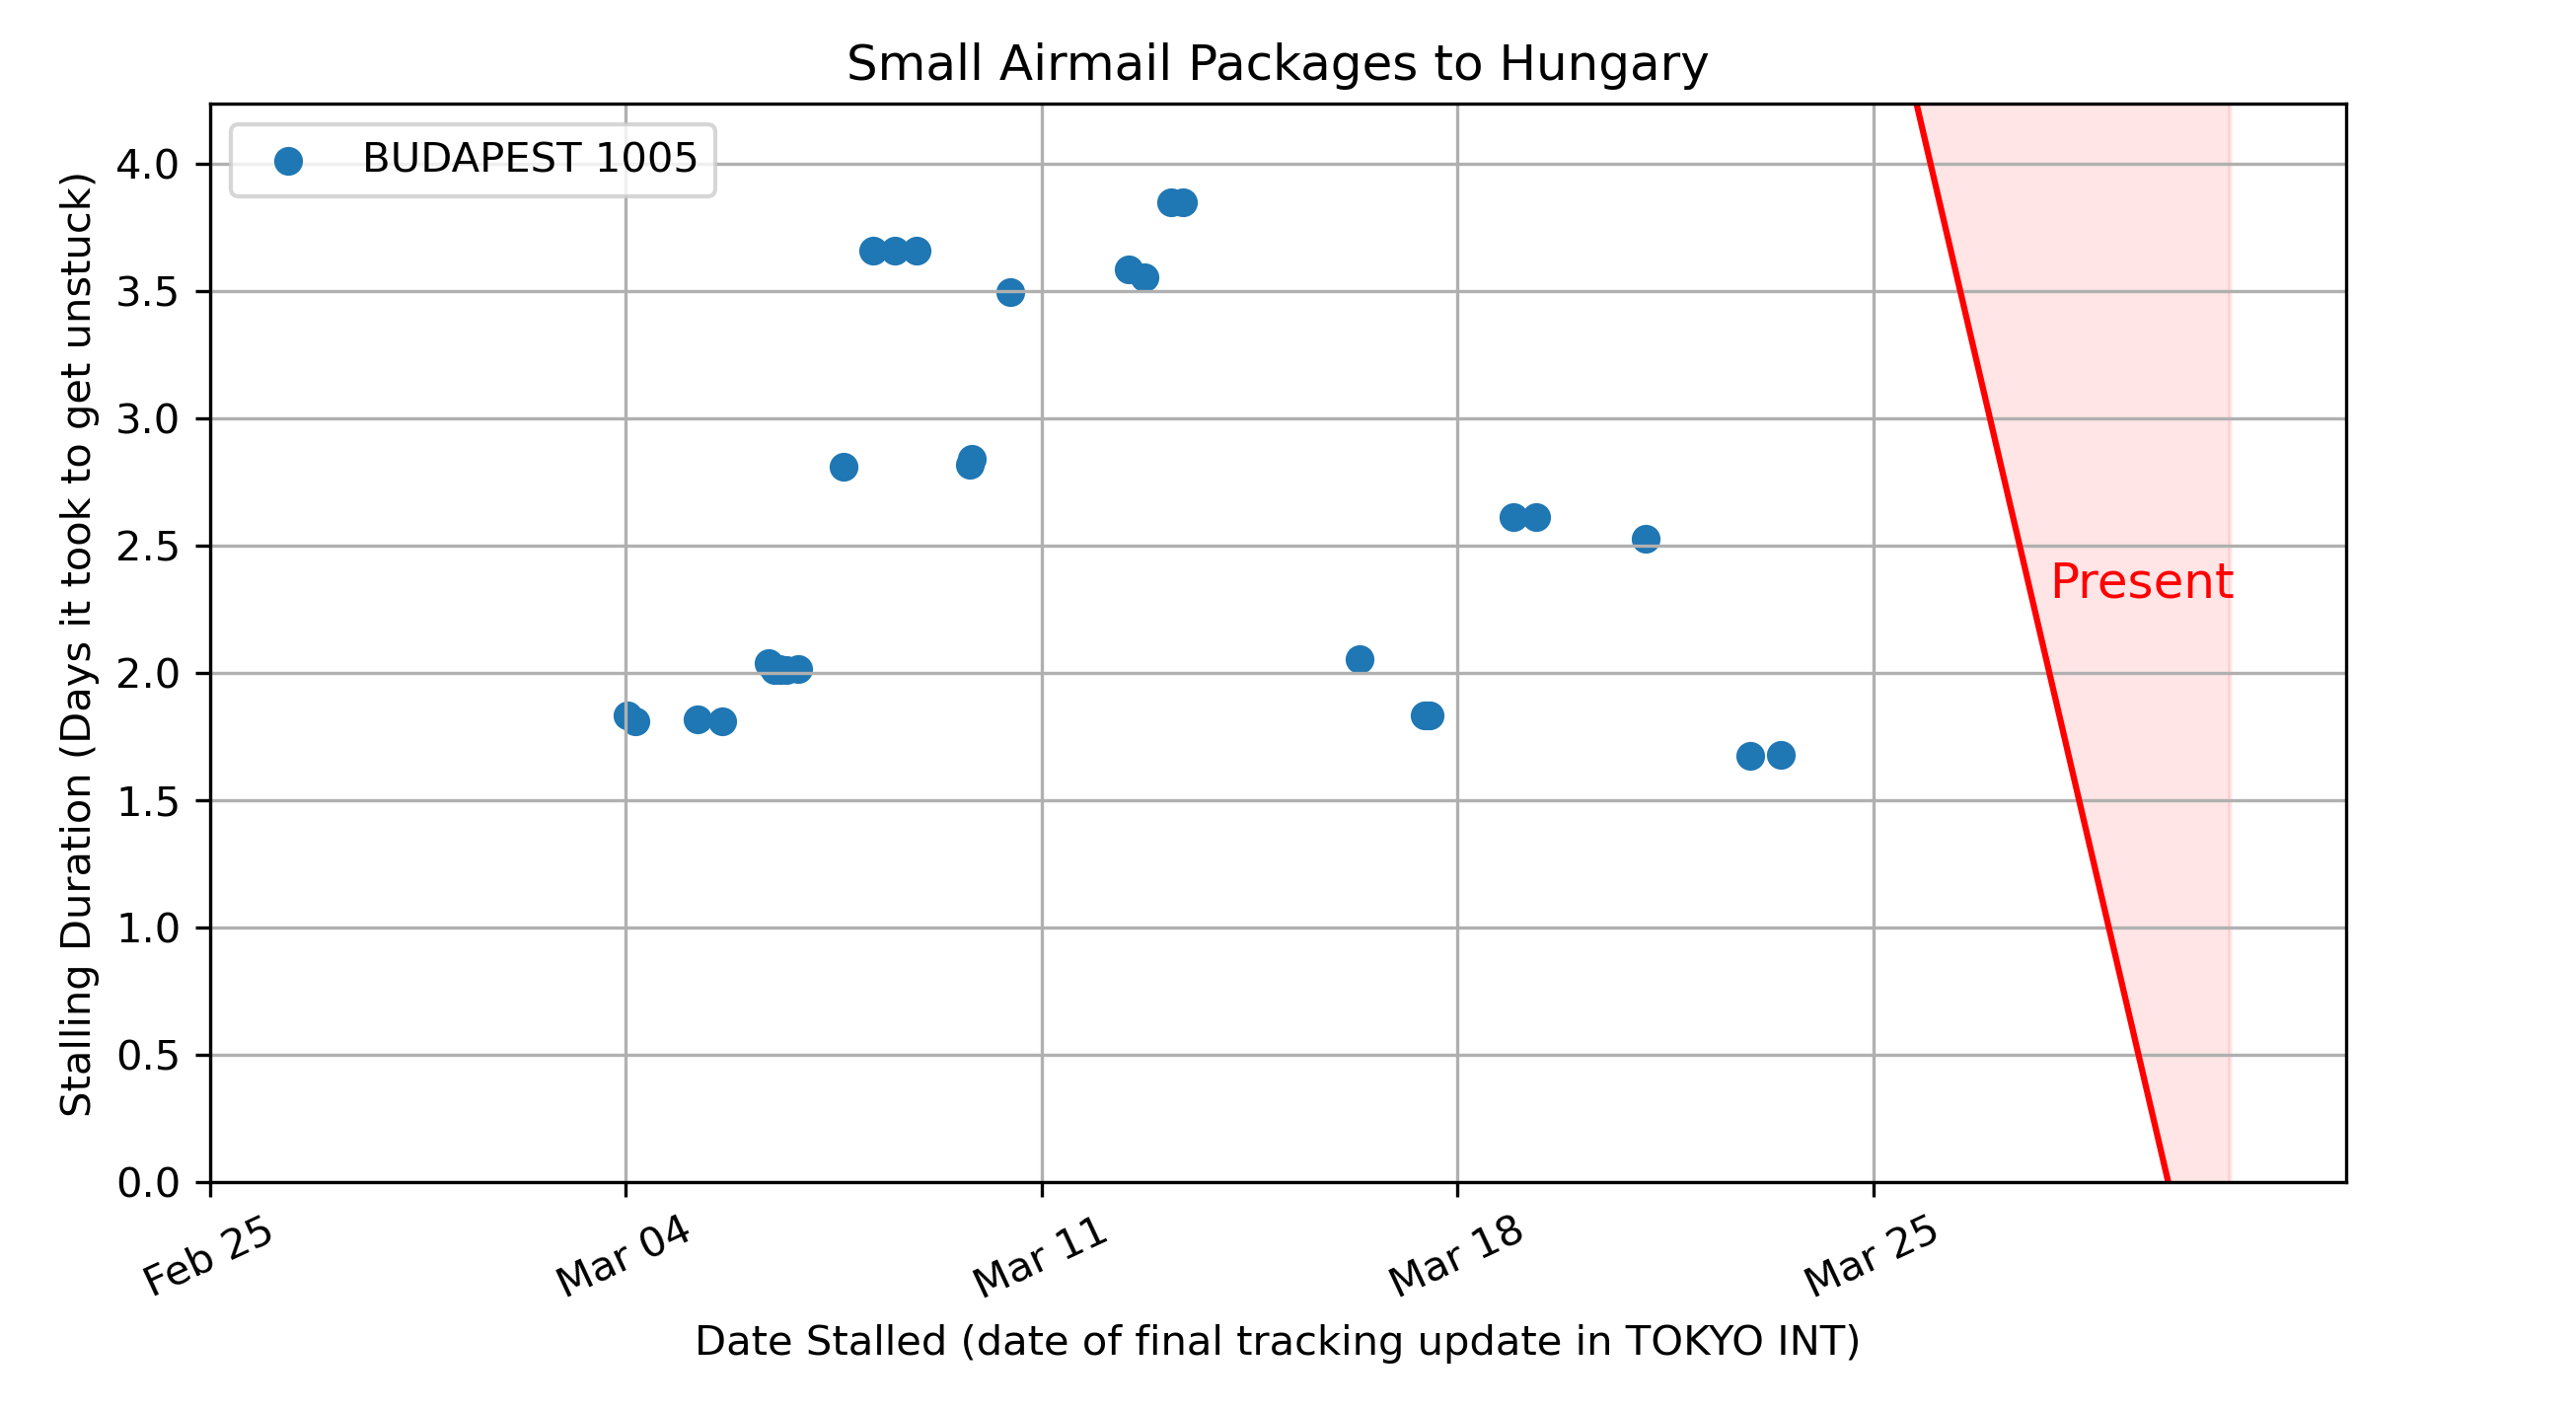 Small Airmail Packages to Hungary
BUDAPEST 1005
Stalling Duration (Days it took to get unstuck)
4.0
3.5
3.0
2.5
2.0
1.5
1.0
0.5
0.0
Present
Feb 25
Mar 04
Mar 11
Mar 18
Mar 25
Date Stalled (date of final tracking update in TOKYO INT)